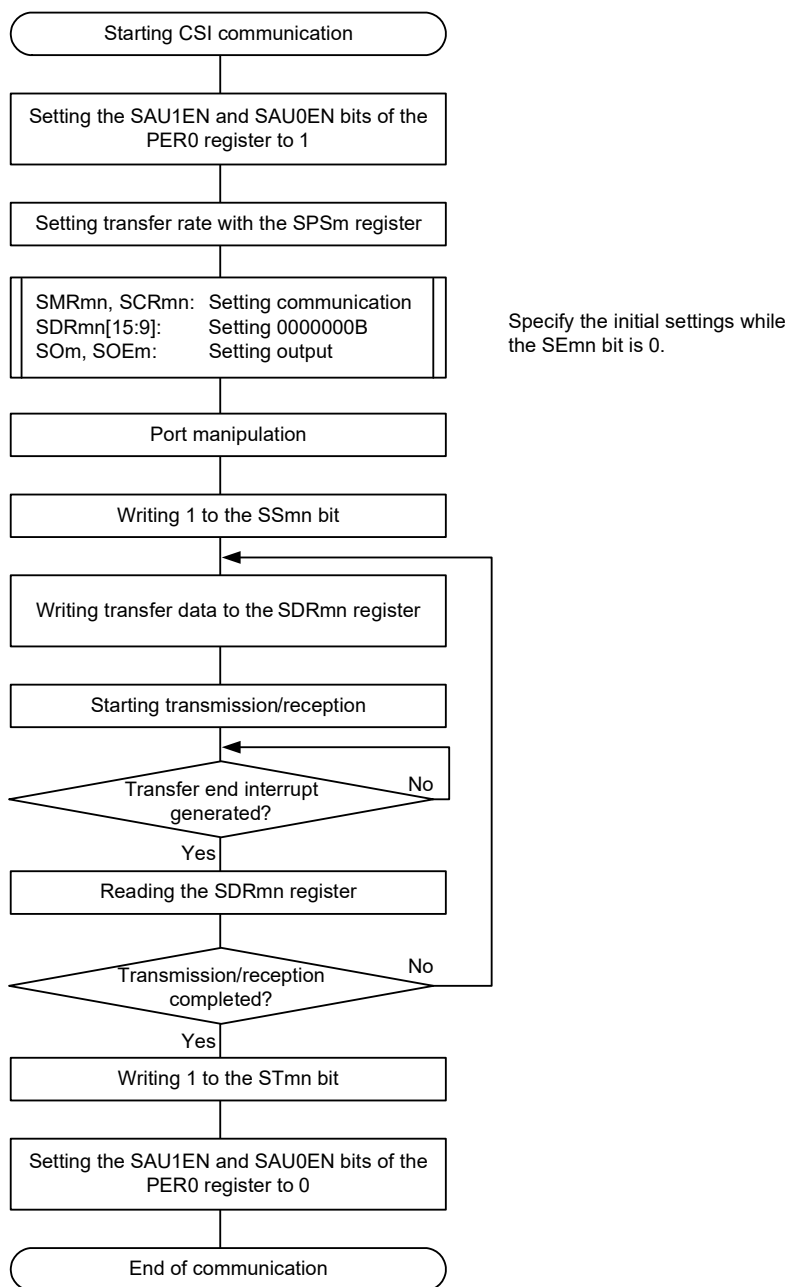 Starting CSI communication
Setting the SAU1EN and SAU0EN bits of the
PER0 register to 1
Setting transfer rate with the SPSm register
SMRmn, SCRmn: Setting communication
SDRmn[15:9]: Setting 0000000B
SOm, SOEm: Setting output
Specify the initial settings while
the SEmn bit is 0.
Port manipulation
Writing 1 to the SSmn bit
Writing transfer data to the SDRmn register
Starting transmission/reception
Transfer end interrupt
generated?
No
Yes
Reading the SDRmn register
Transmission/reception
completed?
No
Yes
Writing 1 to the STmn bit
Setting the SAU1EN and SAU0EN bits of the
PER0 register to 0
End of communication